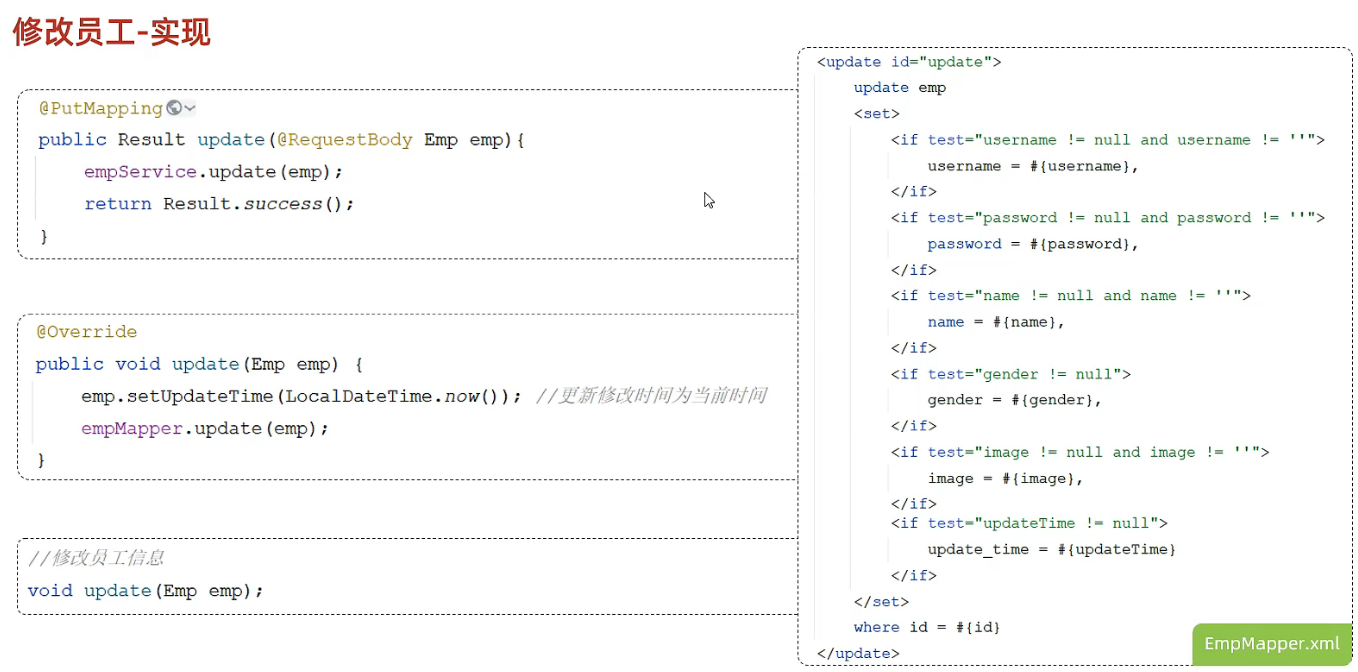 修改员工-实现
@PutMapping
public Result update(@RequestBody Emp emp){
empService.update(emp);
return Result.success();
}
@Override
public void update(Emp emp) {
emp.setUpdateTime(LocalDateTime.now()); //更新修改时间为当前时间
empMapper.update(emp);
}
//修改员工信息
void update(Emp emp);
<update id="update">
update emp
<set>
<if test="username != null and username != ''">
username = #{username},
</if>
<if test="password != null and password != ''">
password = #{password},
</if>
<if test="name != null and name != ''">
name = #{name},
</if>
<if test="gender != null">
gender = #{gender},
</if>
<if test="image != null and image != ''">
image = #{image},
</if>
<if test="updateTime != null">
update_time = #{updateTime}
</if>
</set>
where id = #{id}
</update>
EmpMapper.xml